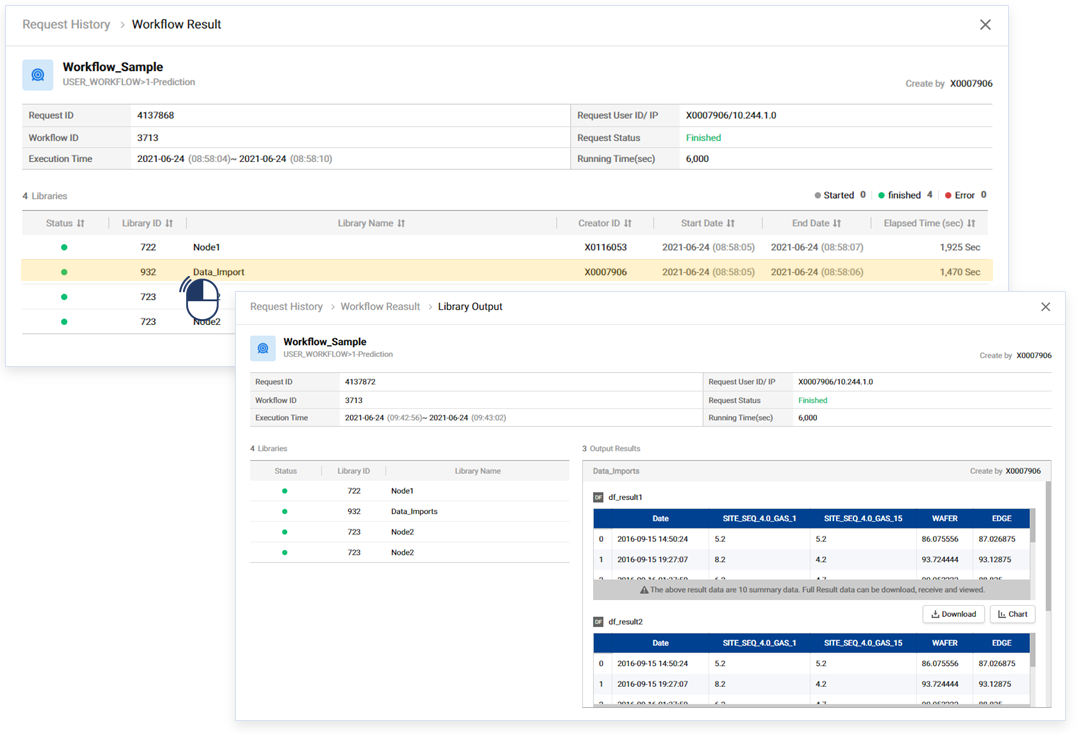 Request History > Workflow Result
Workflow_Sample
USER_WORKFLOW>1-Prediction
Create by X0007906
Request ID 4137868 Request User ID/ IP X0007906/10.244.1.0
Workflow ID 3713 Request Status Finished
Execution Time 2021-06-24 (08:58:04)~ 2021-06-24 (08:58:10) Running Time(sec) 6,000
4 Libraries Started 0 finished 4 Error 0
Status Library ID Library Name Creator ID Start Date End Date Elapsed Time (sec)
722 Node1 X0116053 2021-06-24 (08:58:05) 2021-06-24 (08:58:07) 1,925 Sec
932 Data_Import X0007906 2021-06-24 (08:58:05) 2021-06-24 (08:58:06) 1,470 Sec
723
723 Node2
Request History > Workflow Reasult > Library Output
Workflow_Sample
USER_WORKFLOW>1-Prediction
Create by X0007906
Request ID 4137872 Request User ID/ IP X0007906/10.244.1.0
Workflow ID 3713 Request Status Finished
Execution Time 2021-06-24 (09:42:56)~ 2021-06-24 (09:43:02) Running Time(sec) 6,000
4 Libraries
Status Library ID Library Name
722 Node1
932 Data_Imports
723 Node2
723 Node2
3 Output Results
Data_Imports Create by X0007906
DF df_result1
Date SITE_SEQ_4.0_GAS_1 SITE_SEQ_4.0_GAS_15 WAFER EDGE
0 2016-09-15 14:50:24 5.2 5.2 86.075556 87.026875
1 2016-09-15 19:27:07 8.2 4.2 93.724444 93.12875
The above result data are 10 summary data. Full Result data can be download, receive and viewed.
Download Chart
DF df_result2
Date SITE_SEQ_4.0_GAS_1 SITE_SEQ_4.0_GAS_15 WAFER EDGE
0 2016-09-15 14:50:24 5.2 5.2 86.075556 87.026875
1 2016-09-15 19:27:07 8.2 4.2 93.724444 93.12875